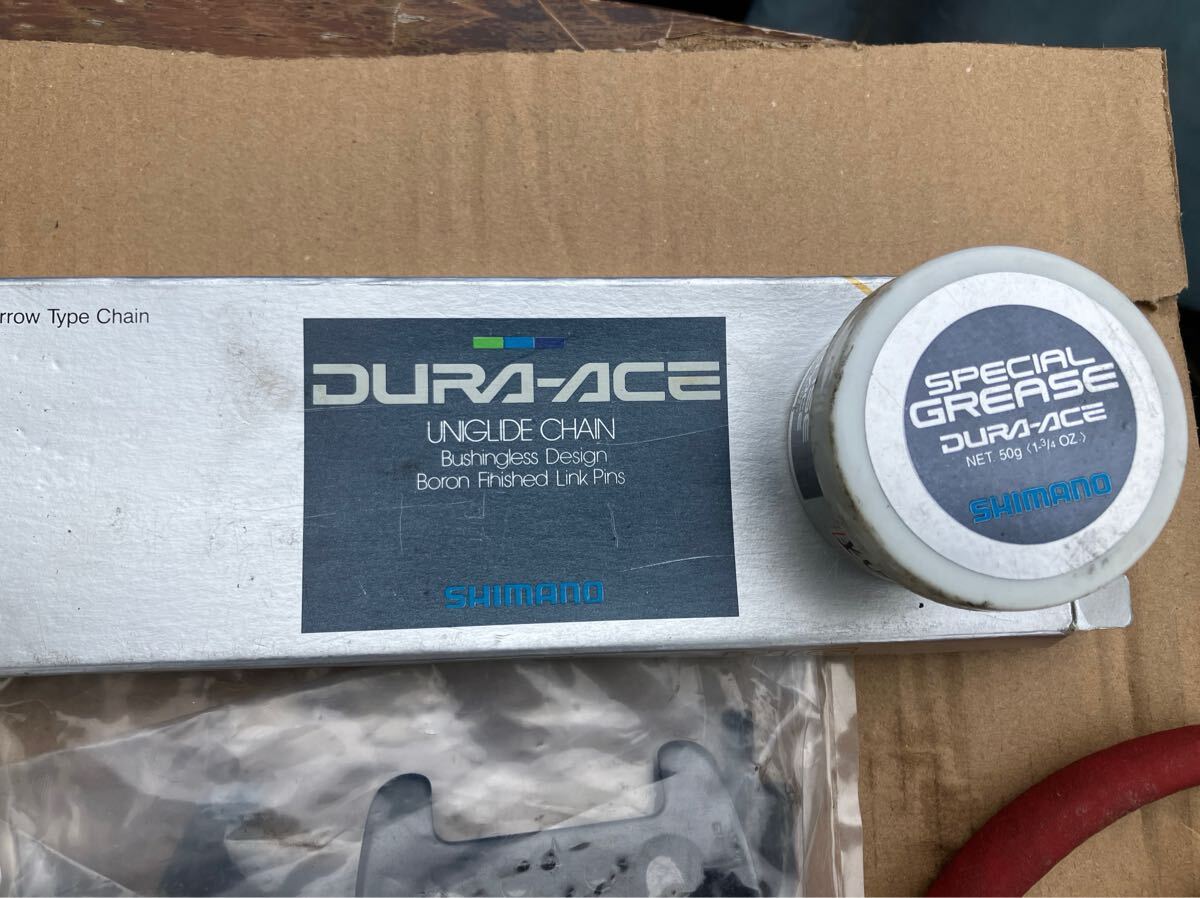 Type Chain
DURA-ACE
UNIGLIDE CHAIN
Bushingless Design
Boron Finished Link Pins
SHIMANO
SPECIAL
GREASE
DURA-ACE
NET. 50g (1-3/4 OZ.)
SHIMANO